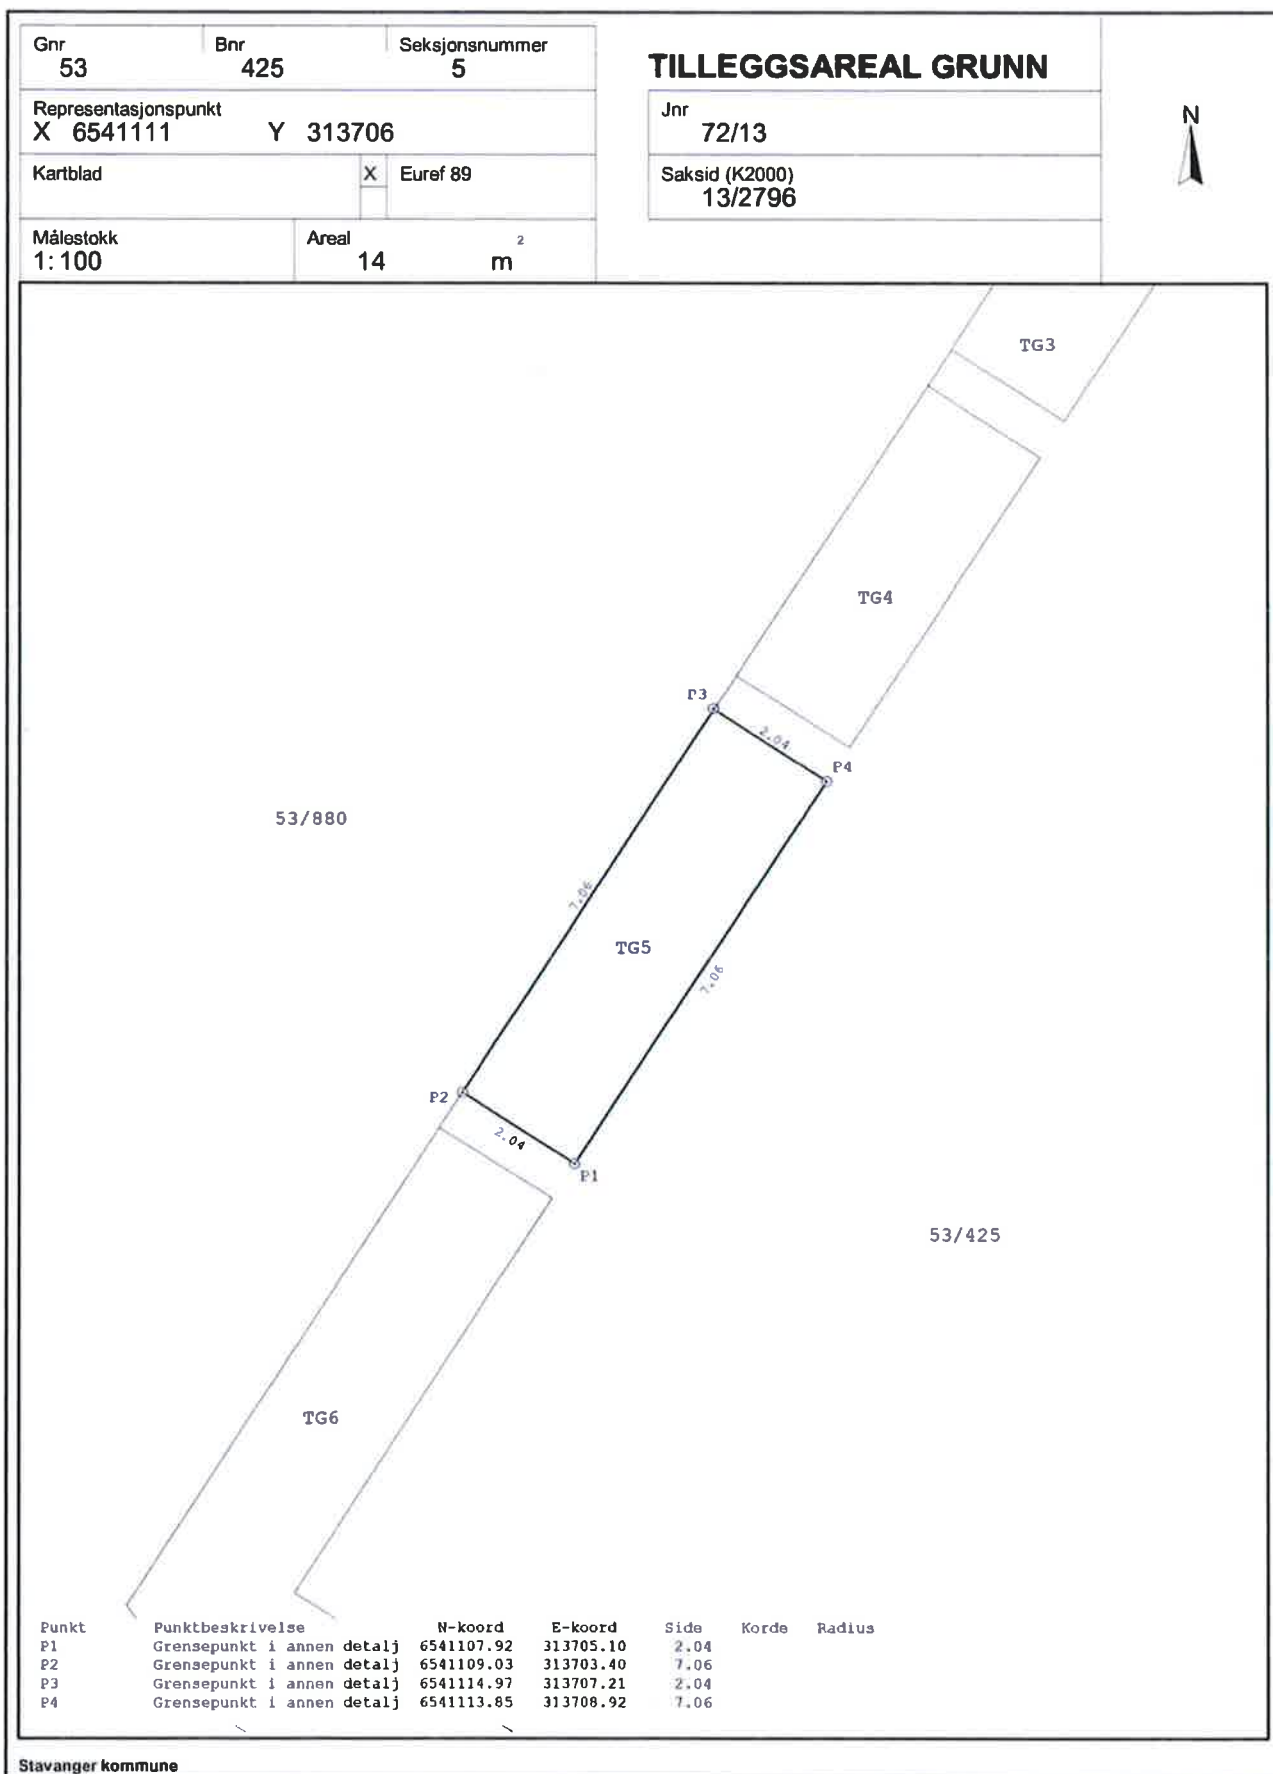 Gnr Bnr Seksjonsnummer
53 425 5
TILLEGGSAREAL GRUNN
Representasjonspunkt
X 6541111 Y 313706
Jnr
72/13
N
Kartblad X Euref 89
Saksid (K2000)
13/2796
Målestokk Areal 2
1:100 14 m
TG3
TG4
P3
2.04
P4
53/880
7.06
TG5
7.06
P2
2.04
P1
53/425
TG6
Punkt Punktbeskrivelse N-koord E-koord Side Korde Radius
P1 Grensepunkt i annen detalj 6541107.92 313705.10 2.04
P2 Grensepunkt i annen detalj 6541109.03 313703.40 7.06
P3 Grensepunkt i annen detalj 6541114.97 313707.21 2.04
P4 Grensepunkt i annen detalj 6541113.85 313708.92 7.06
Stavanger kommune